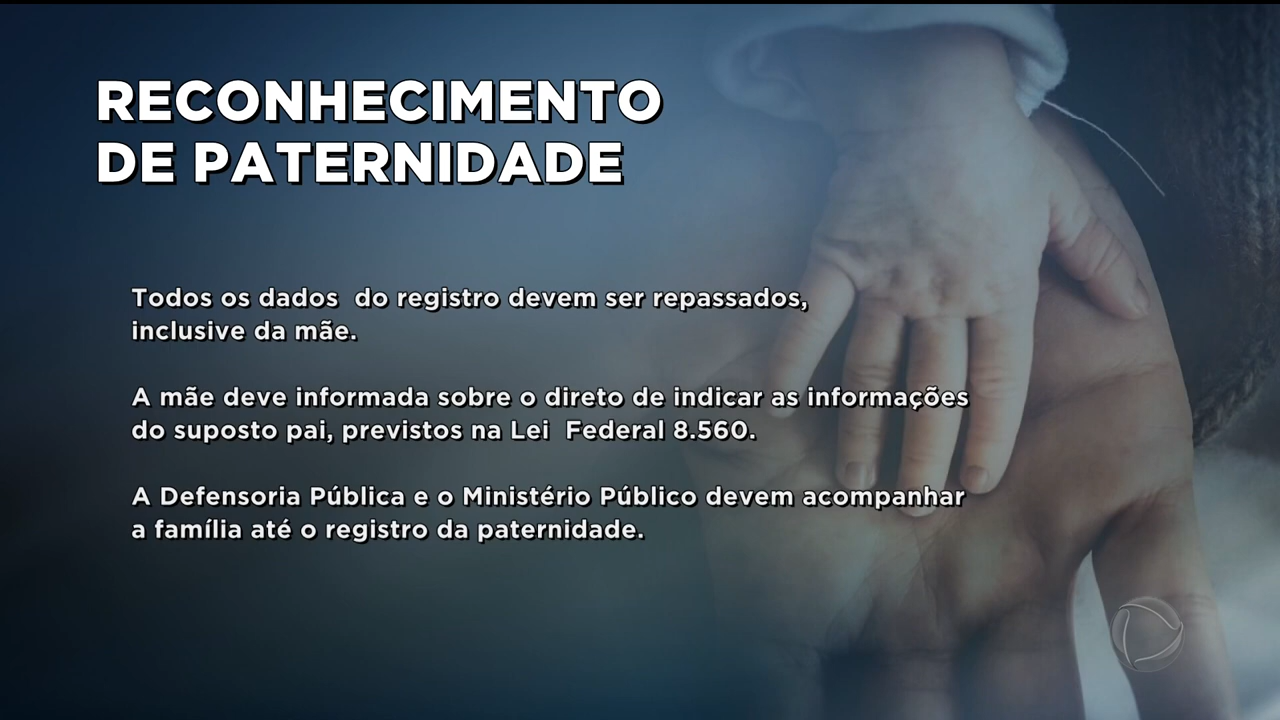 RECONHECIMENTO
DE PATERNIDADE
Todos os dados  do registro devem ser repassados,
inclusive da mãe.
A mãe deve informada sobre o direto de indicar as informações
do suposto pai, previstos na Lei  Federal 8.560.
A Defensoria Pública e o Ministério Público devem acompanhar
a família até o registro da paternidade.